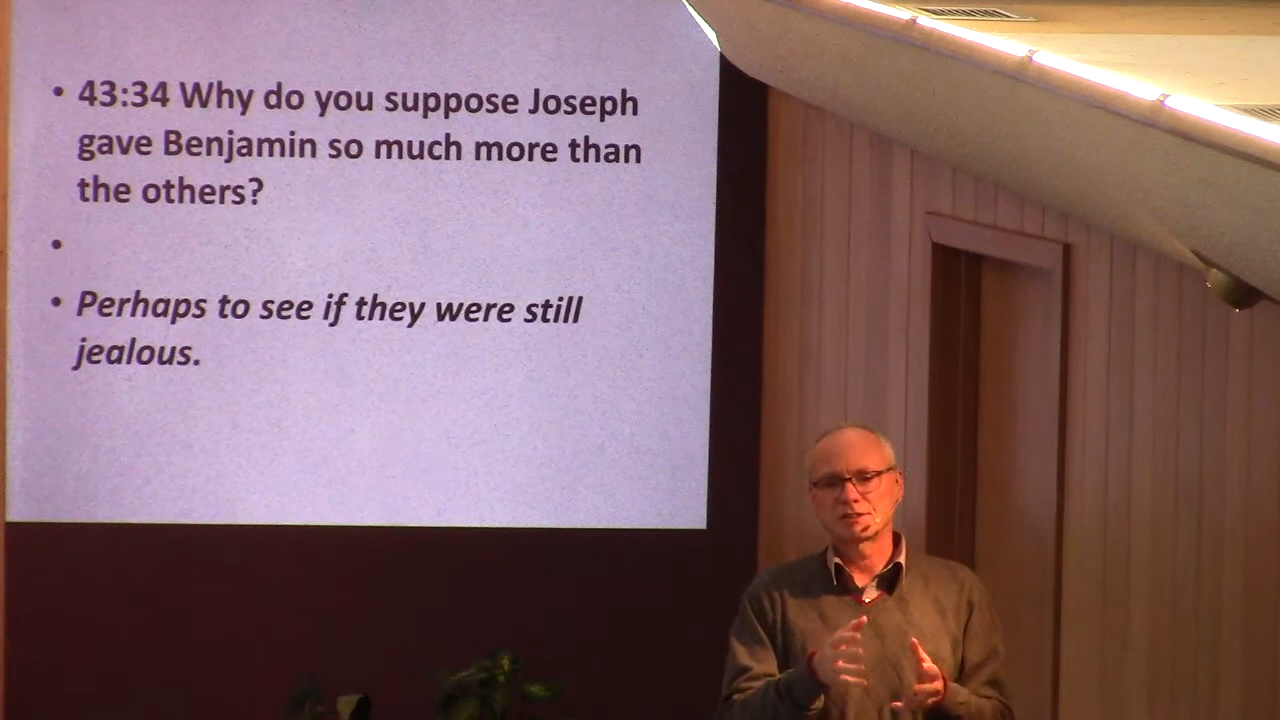 • 43:34 Why do you suppose Joseph
gave Benjamin so much more than
the others?
•
• Perhaps to see if they were still
jealous.